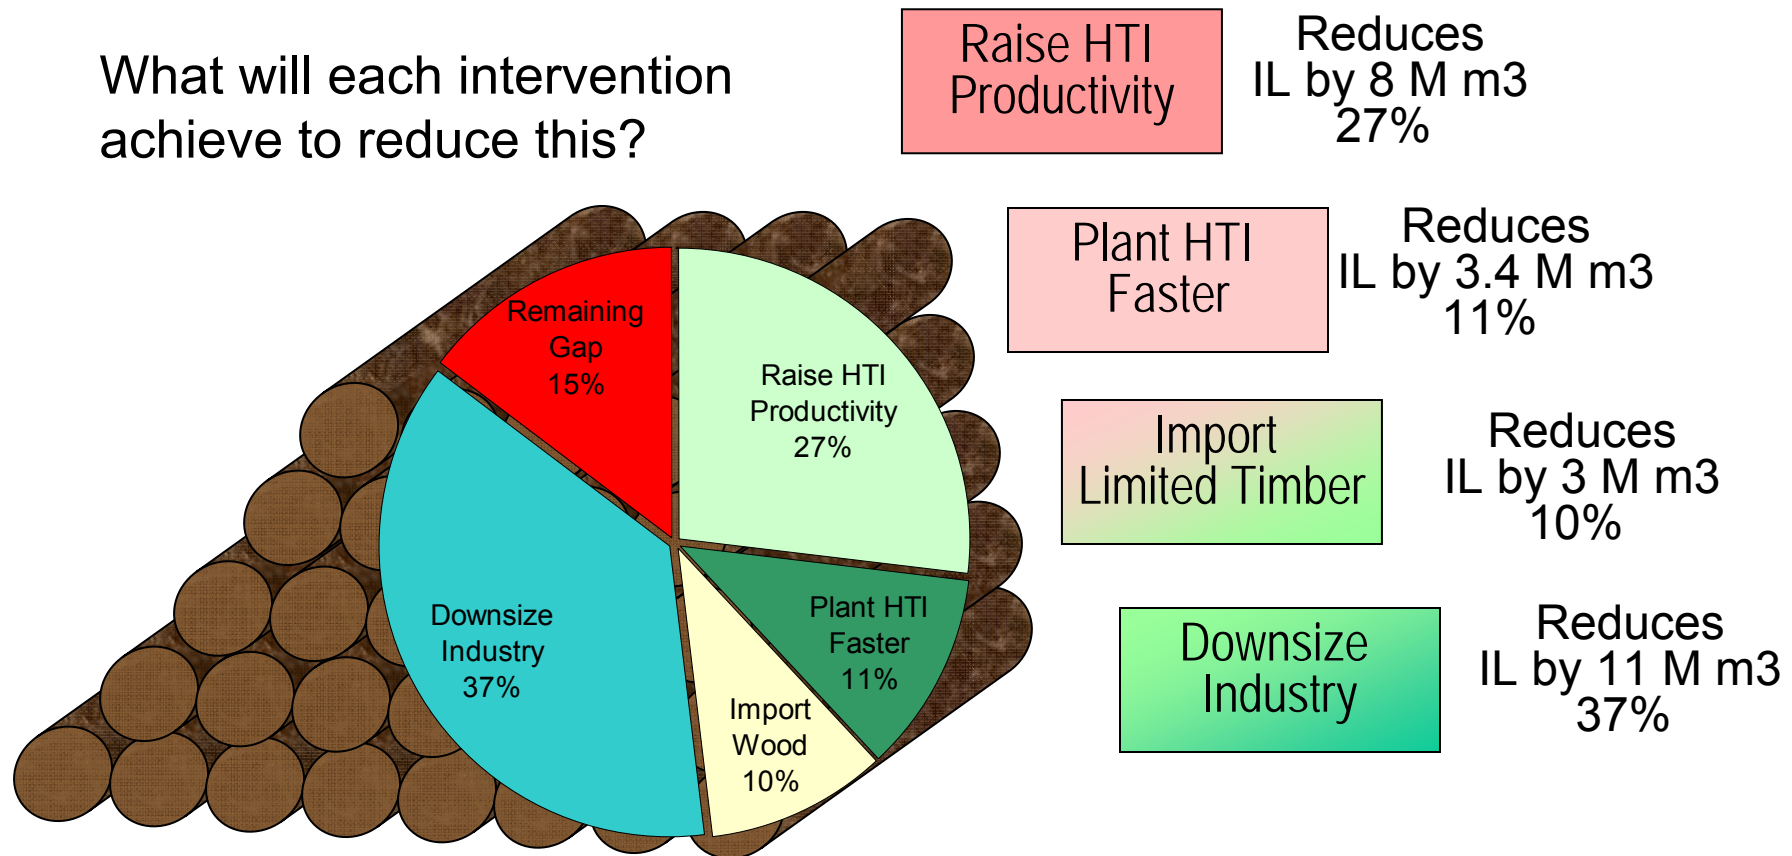 What will each intervention
achieve to reduce this?
Raise HTI
Productivity
Reduces
IL by 8 M m3
27%
Plant HTI
Faster
Reduces
IL by 3.4 M m3
11%
Import
Limited Timber
Reduces
IL by 3 M m3
10%
Downsize
Industry
Reduces
IL by 11 M m3
37%
Remaining
Gap
15%
Raise HTI
Productivity
27%
Plant HTI
Faster
11%
Import
Wood
10%
Downsize
Industry
37%